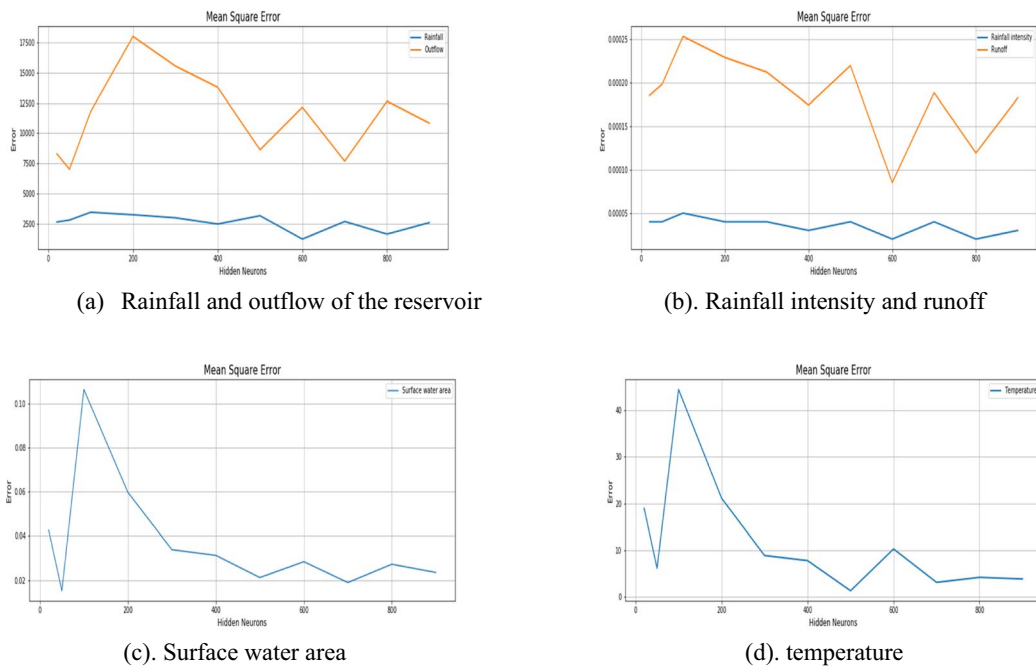 Mean Square Error
Rainfall
Outflow
17500
15000
12500
10000
7500
5000
2500
Error
0
200
400
600
800
Hidden Neurons
(a) Rainfall and outflow of the reservoir
Mean Square Error
Rainfall intensity
Runoff
0.00025
0.00020
0.00015
0.00010
0.00005
Error
0
200
400
600
800
Hidden Neurons
(b). Rainfall intensity and runoff
Mean Square Error
Surface water area
0.10
0.08
0.06
0.04
0.02
Error
0
200
400
600
800
Hidden Neurons
(c). Surface water area
Mean Square Error
Temperature
40
30
20
10
0
Error
0
200
400
600
800
Hidden Neurons
(d). temperature